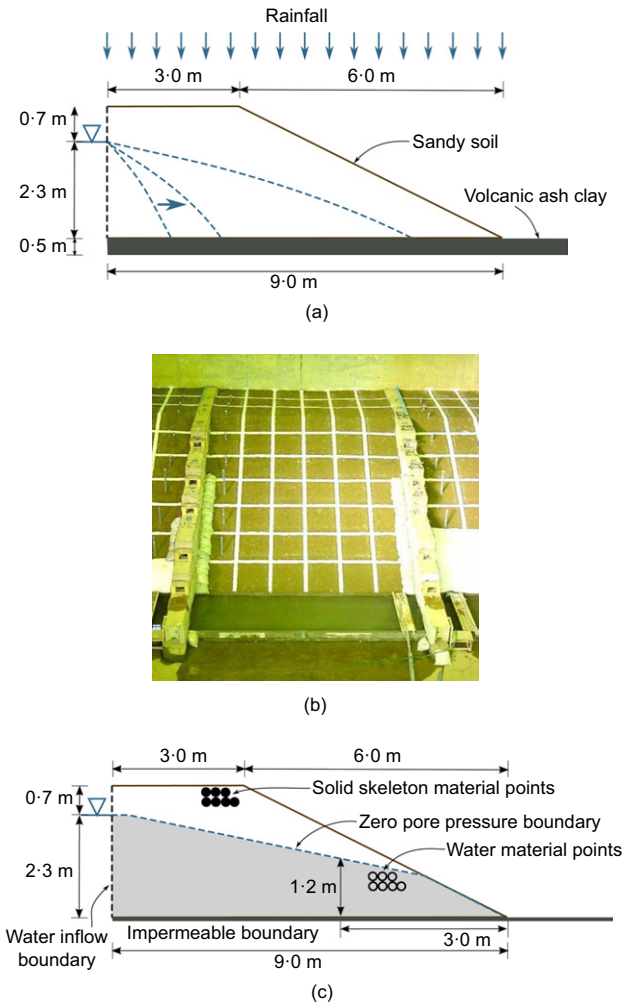 Rainfall
3·0 m
6·0 m
0·7 m
Sandy soil
2·3 m
Volcanic ash clay
0·5 m
9·0 m
(a)
(b)
3·0 m
6·0 m
0·7 m
Solid skeleton material points
Zero pore pressure boundary
Water material points
2·3 m
1·2 m
Water inflow
boundary
Impermeable boundary
3·0 m
9·0 m
(c)